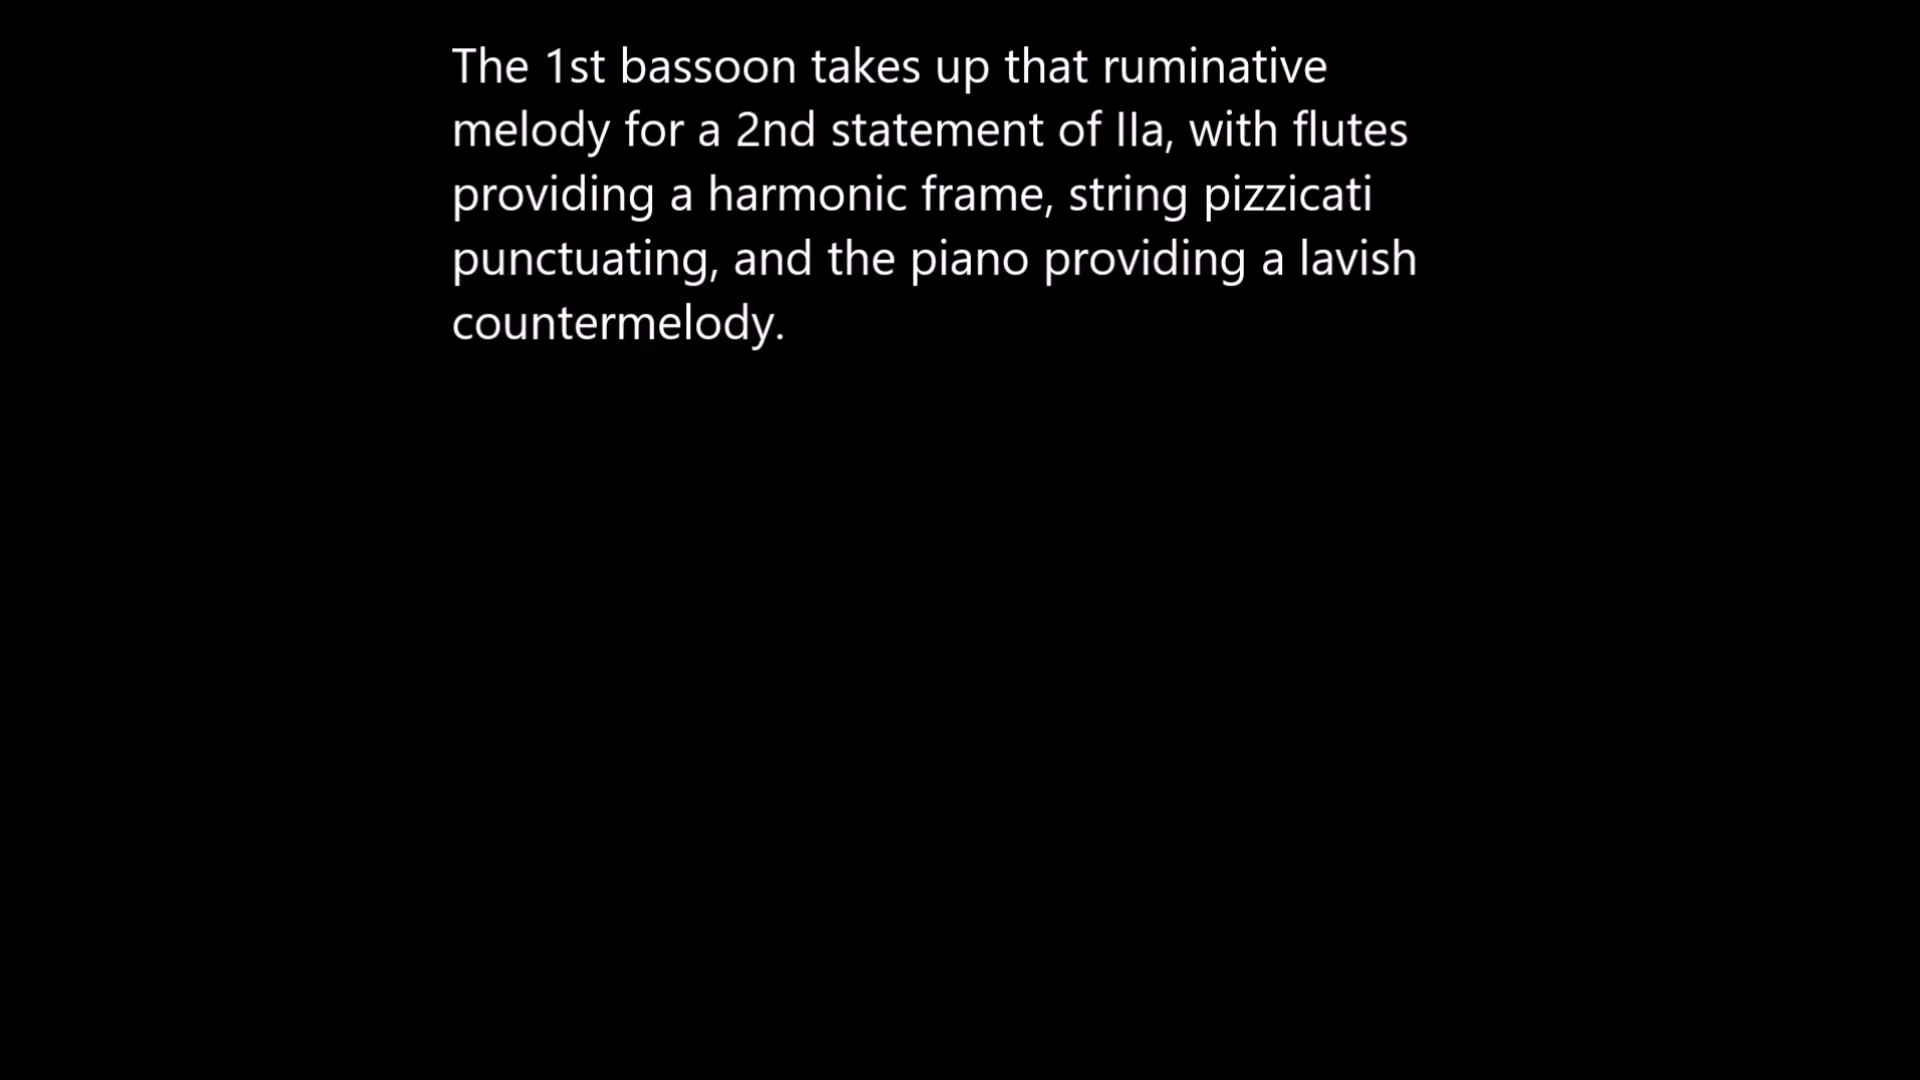 The 1st bassoon takes up that ruminative
melody for a 2nd statement of IIa, with flutes
providing a harmonic frame, string pizzicati
punctuating, and the piano providing a lavish
countermelody.